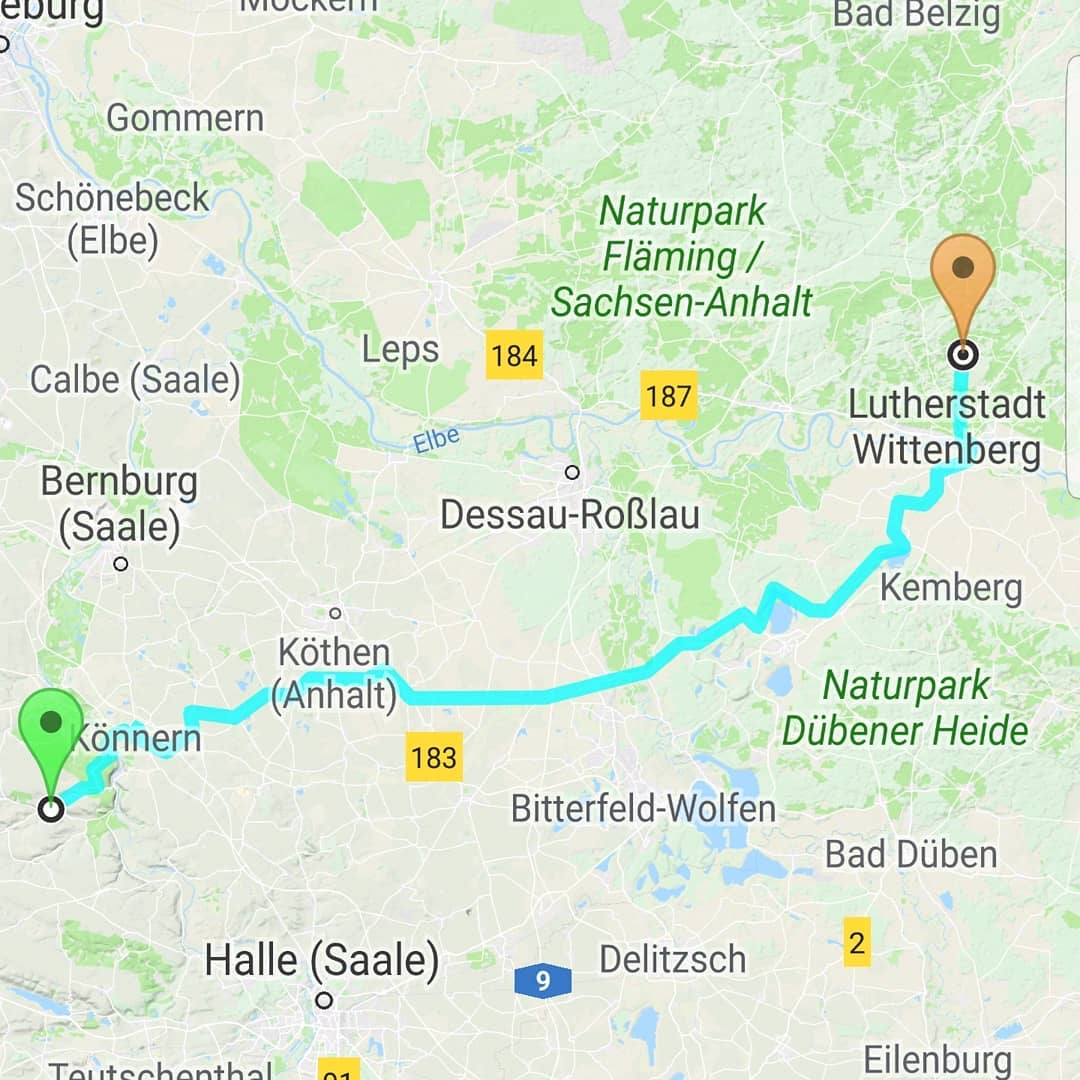 eburg
Möckern
Bad Belzig
Gommern
Schönebeck
(Elbe)
Naturpark
Fläming /
Sachsen-Anhalt
Leps
184
Calbe (Saale)
187
Lutherstadt
Wittenberg
Elbe
Bernburg
(Saale)
Dessau-Roßlau
Kemberg
Köthen
(Anhalt)
Naturpark
Dübener Heide
Könnern
183
Bitterfeld-Wolfen
Bad Düben
2
Halle (Saale)
Delitzsch
9
Eilenburg
Teutschenthal
91